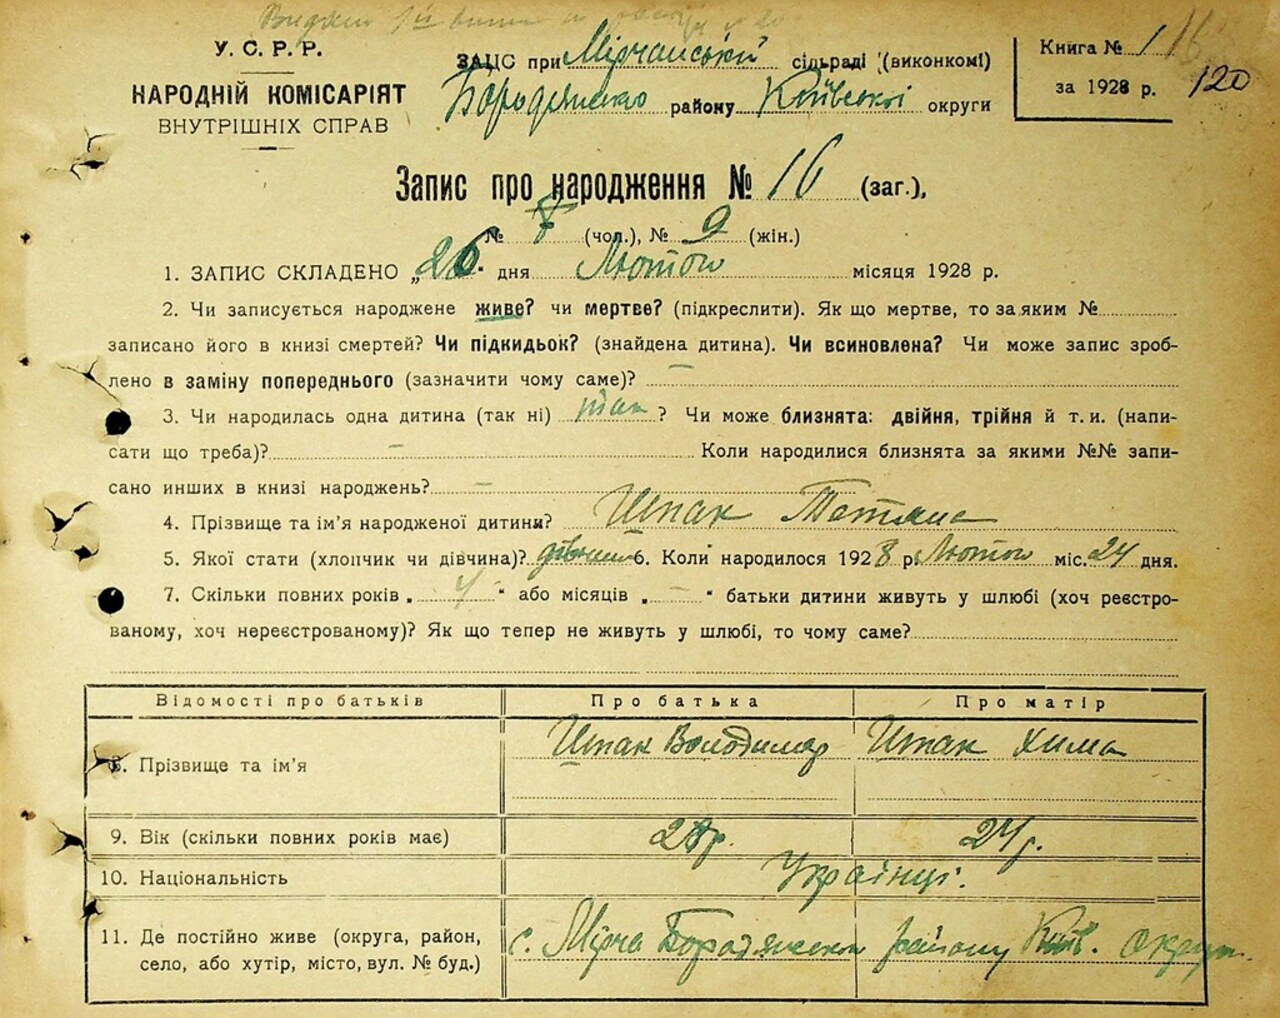 У. С. Р. Р.
НАРОДНІЙ КОМІСАРІЯТ
ВНУТРІШНІХ СПРАВ
ЗАЦС при Мірчанській сільраді (виконкомі)
Бородянського району Київської округи
Книга № 1
за 1928 р. 120
Запис про народження № 16 (заг.),
№ 7 (чол.), № 9 (жін.)
1. ЗАПИС СКЛАДЕНО „26" дня Лютого місяця 1928 р.
2. Чи записується народжене живе? чи мертве? (підкреслити). Як що мертве, то за яким №
записано його в книзі смертей? Чи підкидьок? (знайдена дитина). Чи всиновлена? Чи може запис зроб-
лено в заміну попереднього (зазначити чому саме)? —
3. Чи народилась одна дитина (так ні) так ? Чи може близнята: двійня, трійня й т. и. (напи-
сати що треба)? — Коли народилися близнята за якими №№ запи-
сано инших в книзі народжень? —
4. Прізвище та ім'я народженої дитини? Шпак Тетяна
5. Якої стати (хлопчик чи дівчина)? дівчина 6. Коли народилося 1928 р. Лютого міс. 24 дня.
7. Скільки повних років „ 4 " або місяців „ — " батьки дитини живуть у шлюбі (хоч реєстро-
ваному, хоч нереєстрованому)? Як що тепер не живуть у шлюбі, то чому саме?
Відомості про батьків Про батька Про матір
8. Прізвище та ім'я Шпак Володимир Шпак Хима
9. Вік (скільки повних років має) 24р.
10. Національність Українці.
11. Де постійно живе (округа, район,
село, або хутір, місто, вул. № буд.) с. Мірча Бородянськ району Київ. округи.